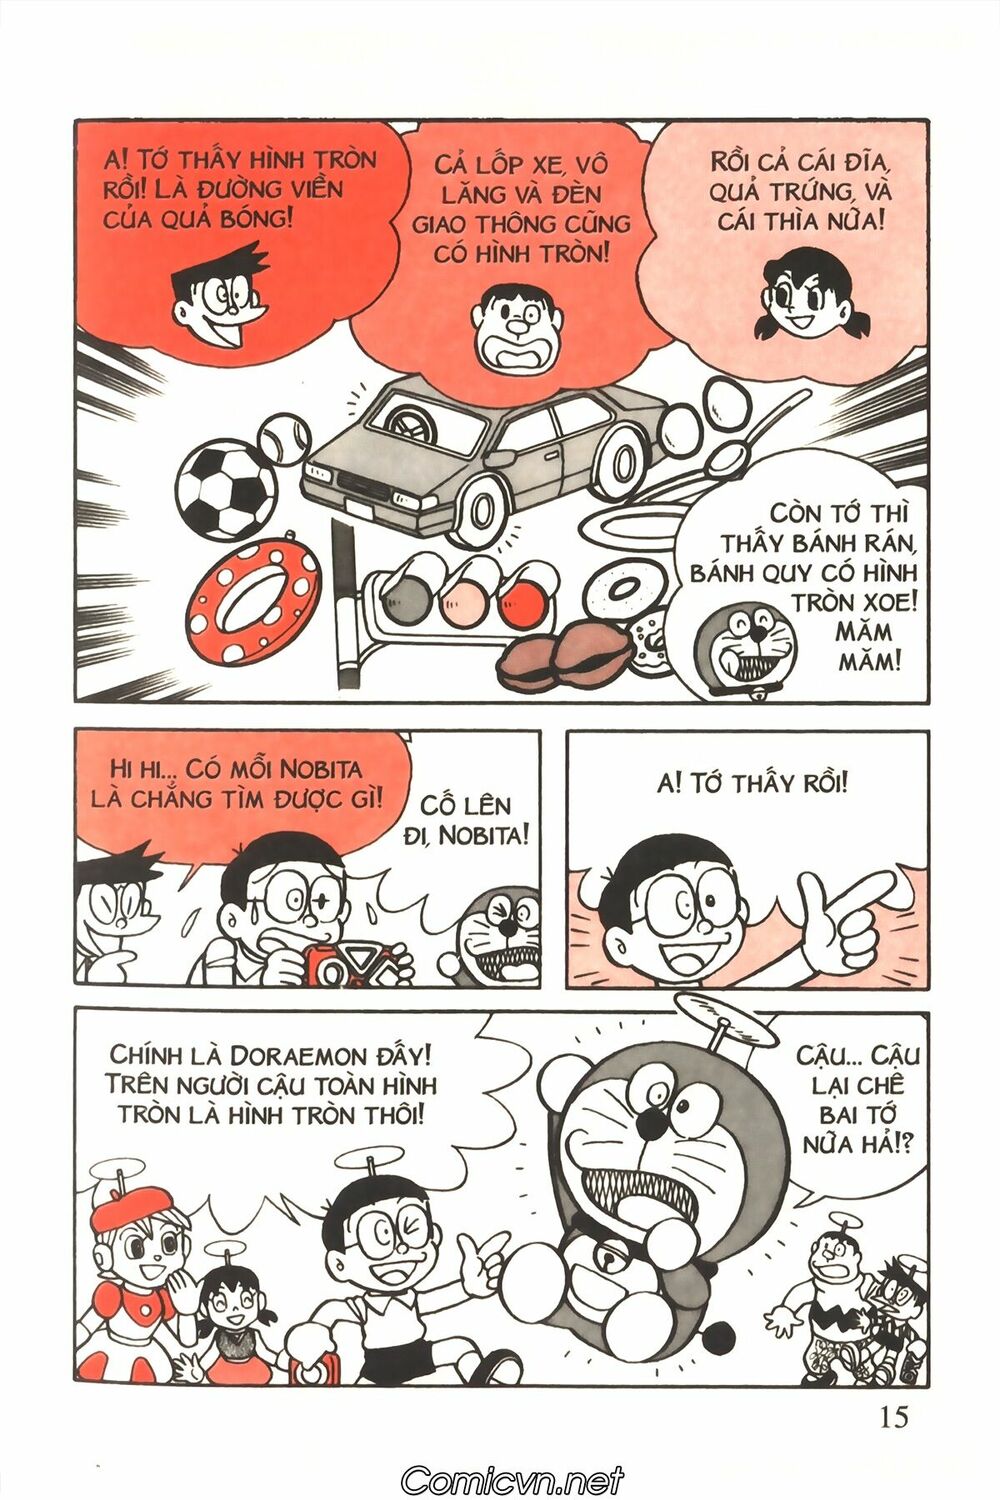 A! TỚ THẤY HÌNH TRÒN
RỒI! LÀ ĐƯỜNG VIỀN
CỦA QUẢ BÓNG!
CẢ LỐP XE, VÔ
LĂNG VÀ ĐÈN
GIAO THÔNG CŨNG
CÓ HÌNH TRÒN!
RỒI CẢ CÁI ĐĨA,
QUẢ TRỨNG, VÀ
CÁI THÌA NỮA!
CÒN TỚ THÌ
THẤY BÁNH RÁN,
BÁNH QUY CÓ HÌNH
TRÒN XOE!
MĂM
MĂM!
HI HI... CÓ MỖI NOBITA
LÀ CHẲNG TÌM ĐƯỢC GÌ!
CỐ LÊN
ĐI, NOBITA!
A! TỚ THẤY RỒI!
CHÍNH LÀ DORAEMON ĐẤY!
TRÊN NGƯỜI CẬU TOÀN HÌNH
TRÒN LÀ HÌNH TRÒN THÔI!
CẬU... CẬU
LẠI CHÊ
BAI TỚ
NỮA HẢ!?
15
Comicvn.net